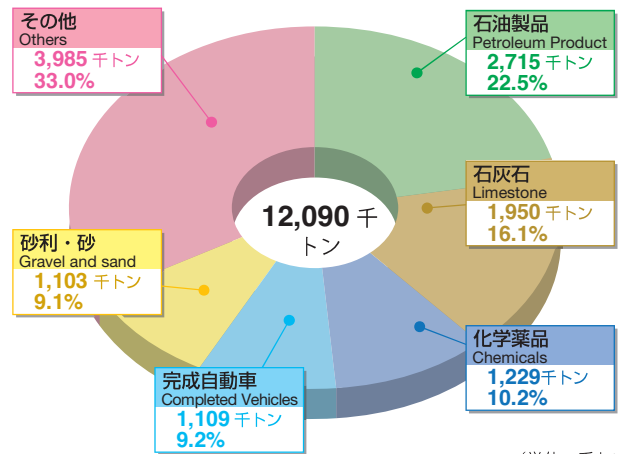 その他
Others
3,985 千トン
33.0%
石油製品
Petroleum Product
2,715 千トン
22.5%
石灰石
Limestone
1,950 千トン
16.1%
12,090 千
トン
砂利・砂
Gravel and sand
1,103 千トン
9.1%
化学薬品
Chemicals
1,229千トン
10.2%
完成自動車
Completed Vehicles
1,109 千トン
9.2%